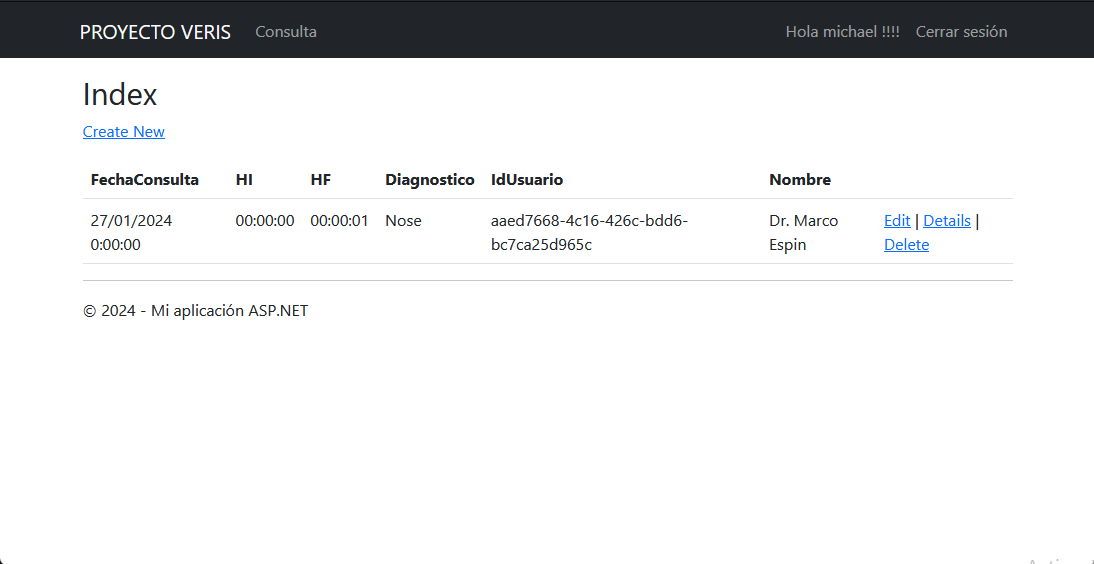 PROYECTO VERIS Consulta Hola michael !!!! Cerrar sesión
Index
Create New
FechaConsulta HI HF Diagnostico IdUsuario Nombre
27/01/2024 00:00:00 00:00:01 Nose aaed7668-4c16-426c-bdd6- Dr. Marco Edit | Details |
0:00:00 bc7ca25d965c Espin Delete
© 2024 - Mi aplicación ASP.NET